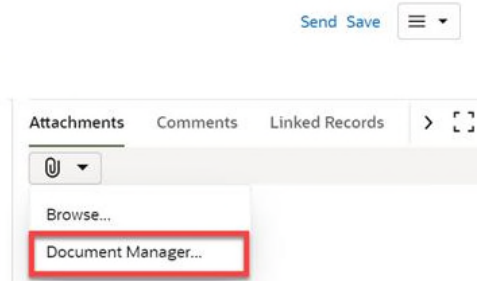 Send Save
Attachments Comments Linked Records
Browse...
Document Manager...